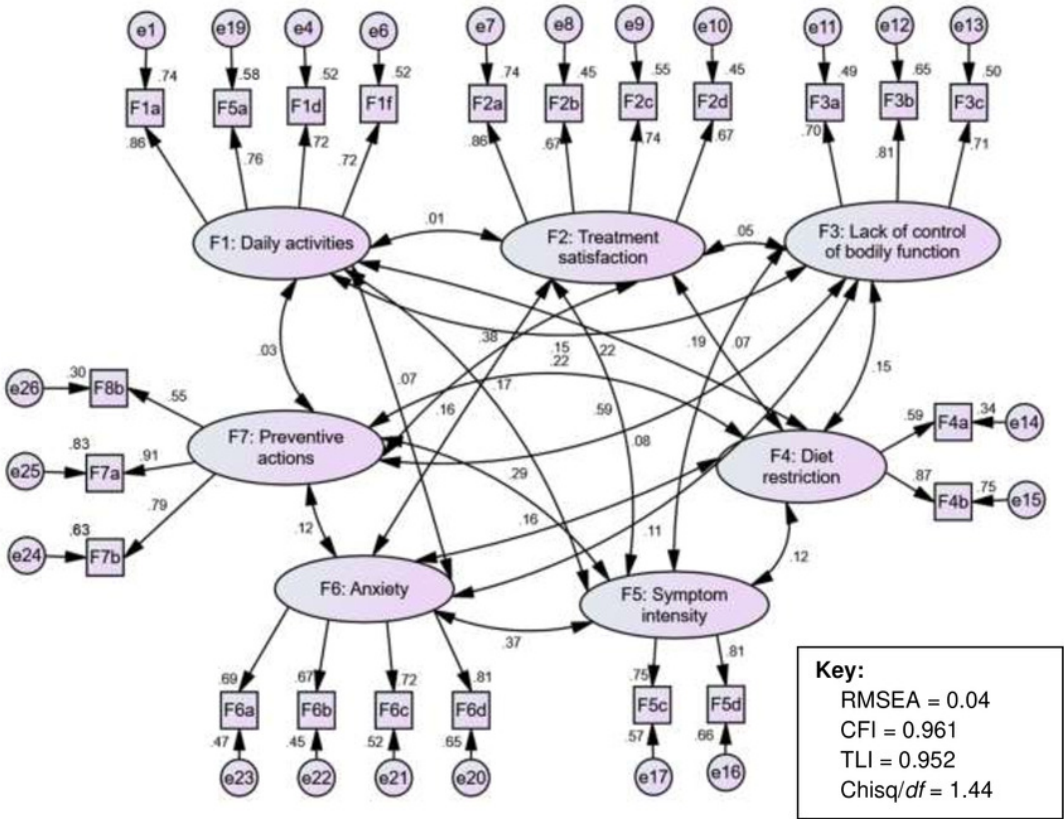 e1 e19 e4 e6 e7 e8 e9 e10 e11 e12 e13
.74 .58 .52 .52 .74 .45 .55 .45 .49 .65 .50
F1a F5a F1d F1f F2a F2b F2c F2d F3a F3b F3c
.86 .76 .72 .72 .86 .67 .74 .67 .70 .81 .71
F1: Daily activities
.01
F2: Treatment
satisfaction
.05
F3: Lack of control
of bodily function
.03
.38
.15
.22
.22
.19
.07
.15
.07
.17
.16
.59
.08
e26
.30
F8b
.55
e25
.83
F7a
.91
e24
.63
F7b
.79
F7: Preventive
actions
F4: Diet
restriction
.59
F4a
.34
e14
.87
F4b
.75
e15
.29
.16
.11
.12
.12
F6: Anxiety
F5: Symptom
intensity
.37
.69 .67 .72 .81 .75 .81
F6a F6b F6c F6d F5c F5d
.47 .45 .52 .65 .57 .66
e23 e22 e21 e20 e17 e16
Key:
RMSEA = 0.04
CFI = 0.961
TLI = 0.952
Chisq/df = 1.44